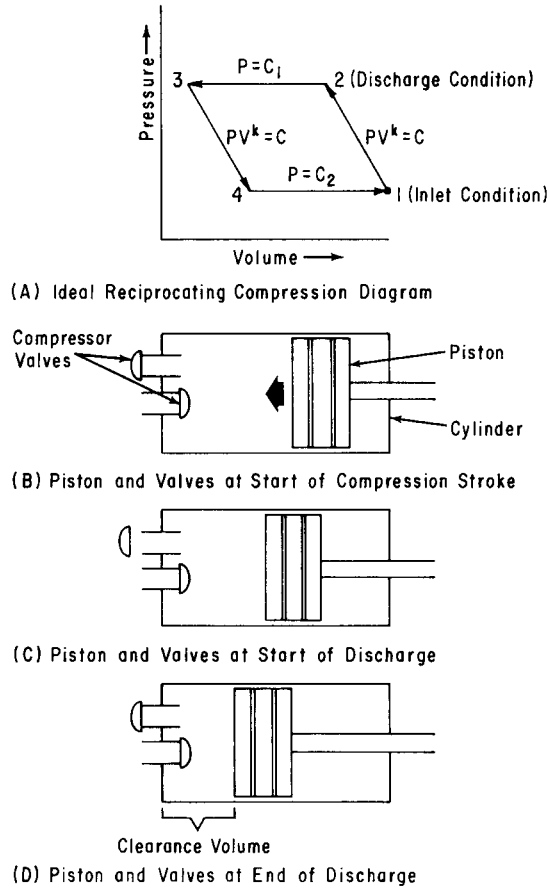 Pressure
3
P=C₁
2 (Discharge Condition)
PVᵏ=C
PVᵏ=C
4
P=C₂
1 (Inlet Condition)
Volume
(A) Ideal Reciprocating Compression Diagram
Compressor
Valves
Piston
Cylinder
(B) Piston and Valves at Start of Compression Stroke
(C) Piston and Valves at Start of Discharge
Clearance Volume
(D) Piston and Valves at End of Discharge